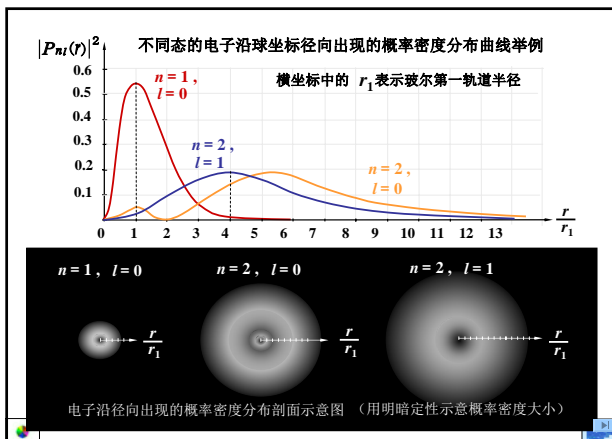 |Pnl(r)|²
不同态的电子沿球坐标径向出现的概率密度分布曲线举例
横坐标中的 r₁表示玻尔第一轨道半径
0.6
0.5
0.4
0.3
0.2
0.1
n=1,
l=0
n=2,
l=1
n=2,
l=0
0 1 2 3 4 5 6 7 8 9 10 11 12 13
r
r₁
n=1, l=0
n=2, l=0
n=2, l=1
r
r₁
r
r₁
r
r₁
电子沿径向出现的概率密度分布剖面示意图 (用明暗定性示意概率密度大小)